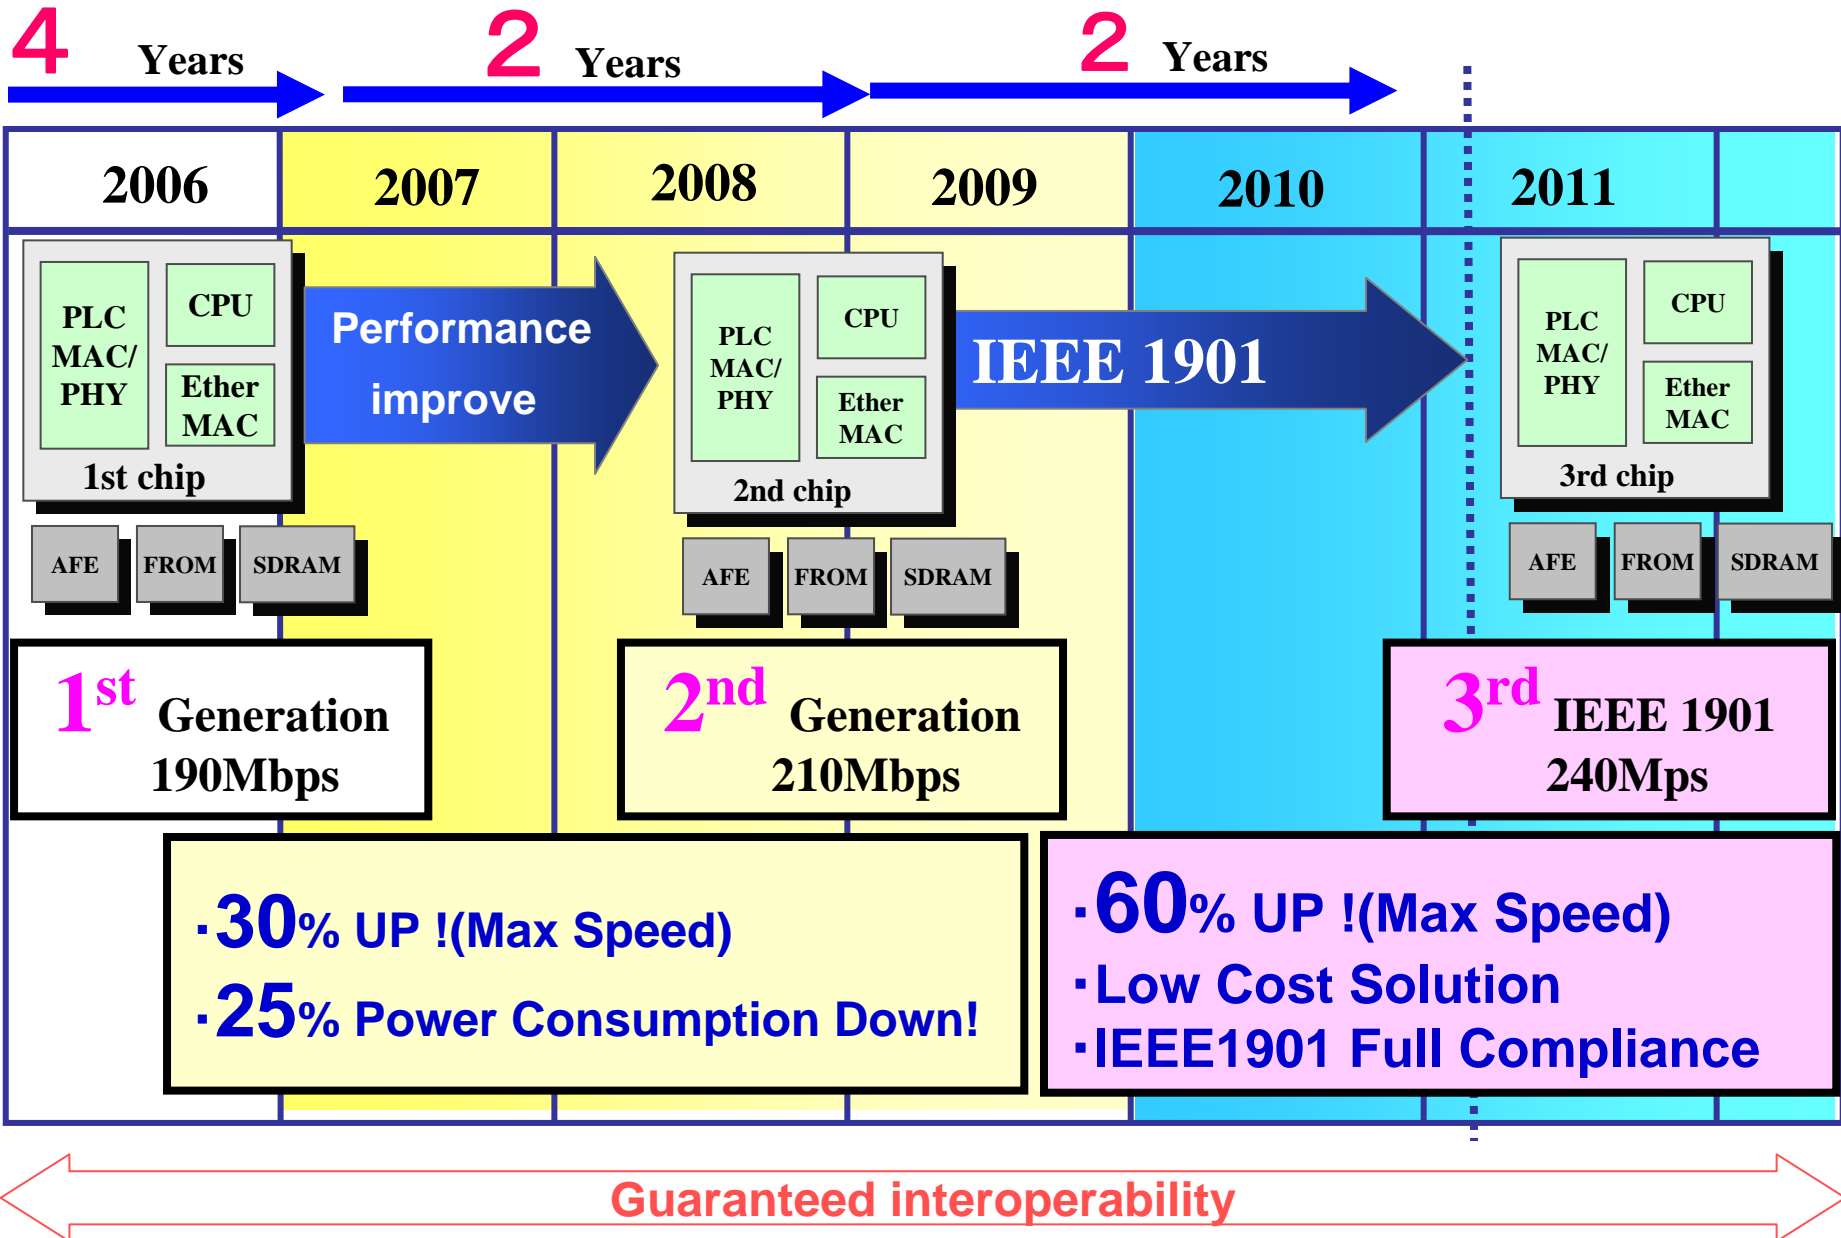 4 Years
2 Years
2 Years
2006
2007
2008
2009
2010
2011
PLC
MAC/
PHY
CPU
Ether
MAC
1st chip
Performance
improve
PLC
MAC/
PHY
CPU
Ether
MAC
2nd chip
IEEE 1901
PLC
MAC/
PHY
CPU
Ether
MAC
3rd chip
AFE
FROM
SDRAM
AFE
FROM
SDRAM
AFE
FROM
SDRAM
1st Generation
190Mbps
2nd Generation
210Mbps
3rd IEEE 1901
240Mps
·30% UP !(Max Speed)
·25% Power Consumption Down!
·60% UP !(Max Speed)
·Low Cost Solution
·IEEE1901 Full Compliance
Guaranteed interoperability